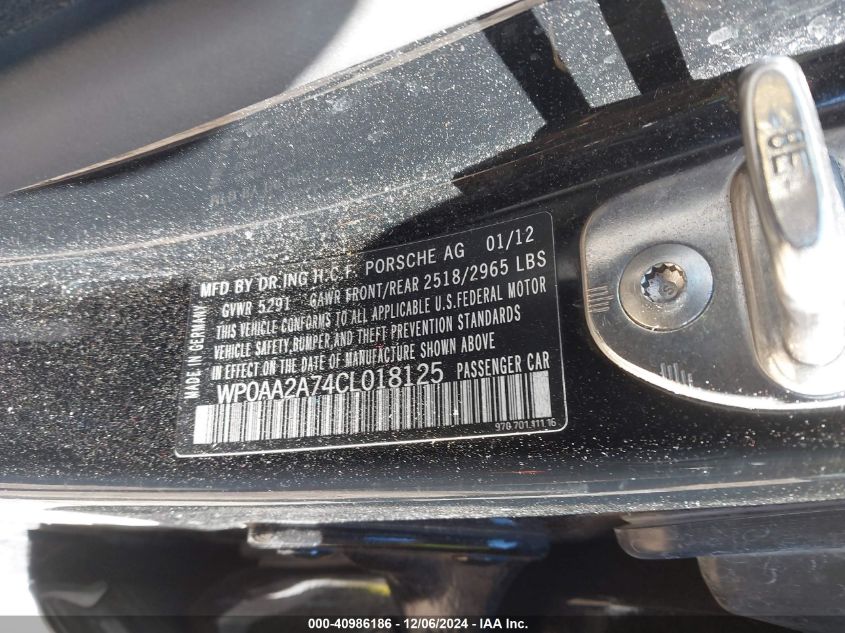 MFD BY DR.ING H.C.F. PORSCHE AG 01/12
GVWR 5291 GAWR FRONT/REAR 2518/2965 LBS
THIS VEHICLE CONFORMS TO ALL APPLICABLE U.S.FEDERAL MOTOR
VEHICLE SAFETY,BUMPER,AND THEFT PREVENTION STANDARDS
IN EFFECT ON THE DATE OF MANUFACTURE SHOWN ABOVE
WP0AA2A74CL018125 PASSENGER CAR
970.701.111.16
MADE IN GERMANY
000-40986186 - 12/06/2024 - © IAA, Inc.